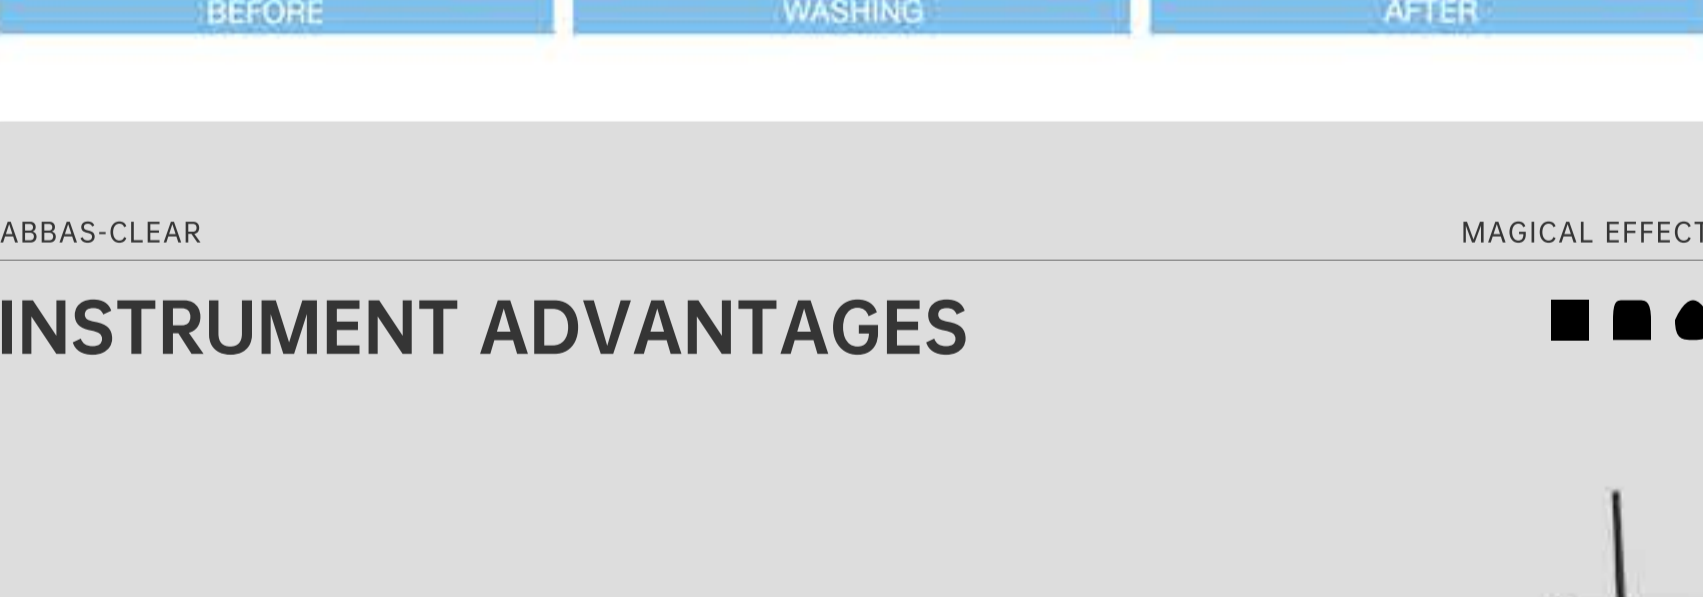 BEFORE WASHING AFTER
ABBAS-CLEAR MAGICAL EFFECT
INSTRUMENT ADVANTAGES